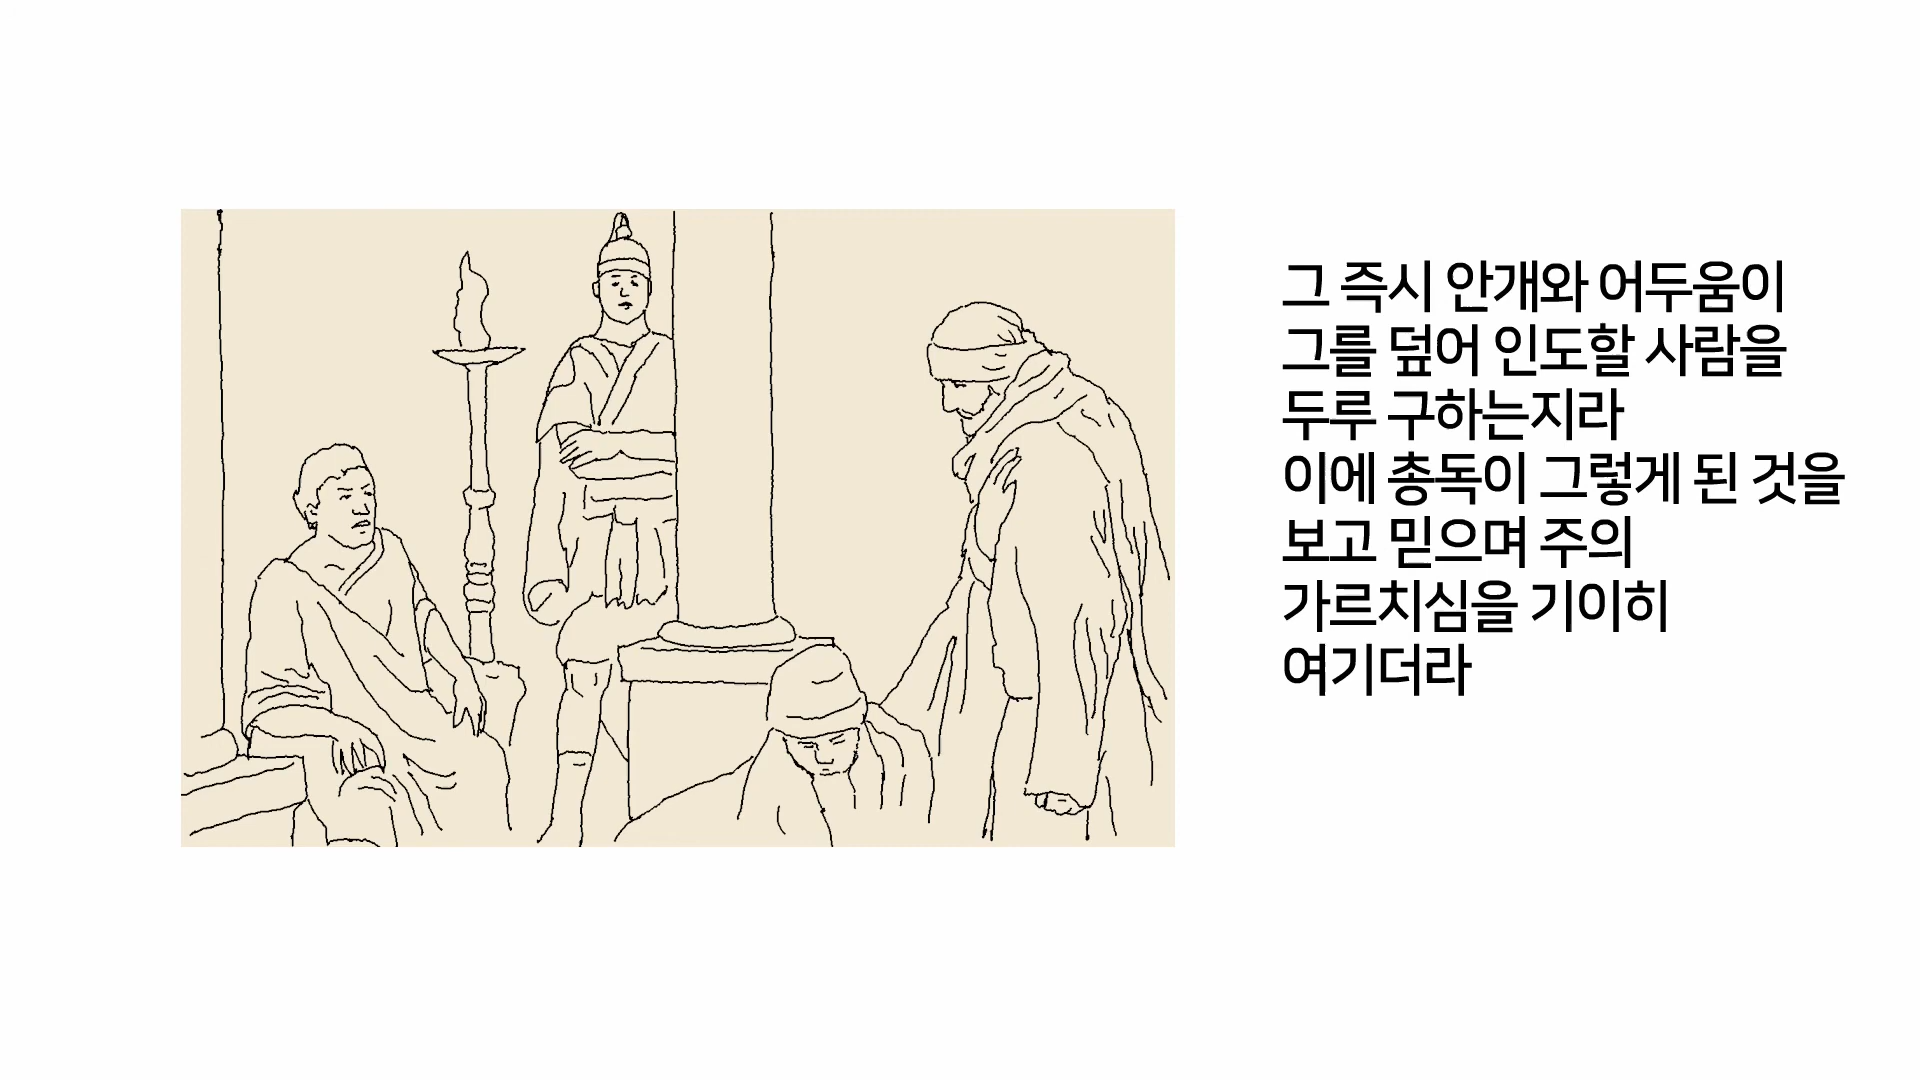 그 즉시 안개와 어두움이
그를 덮어 인도할 사람을
두루 구하는지라
이에 총독이 그렇게 된 것을
보고 믿으며 주의
가르치심을 기이히
여기더라